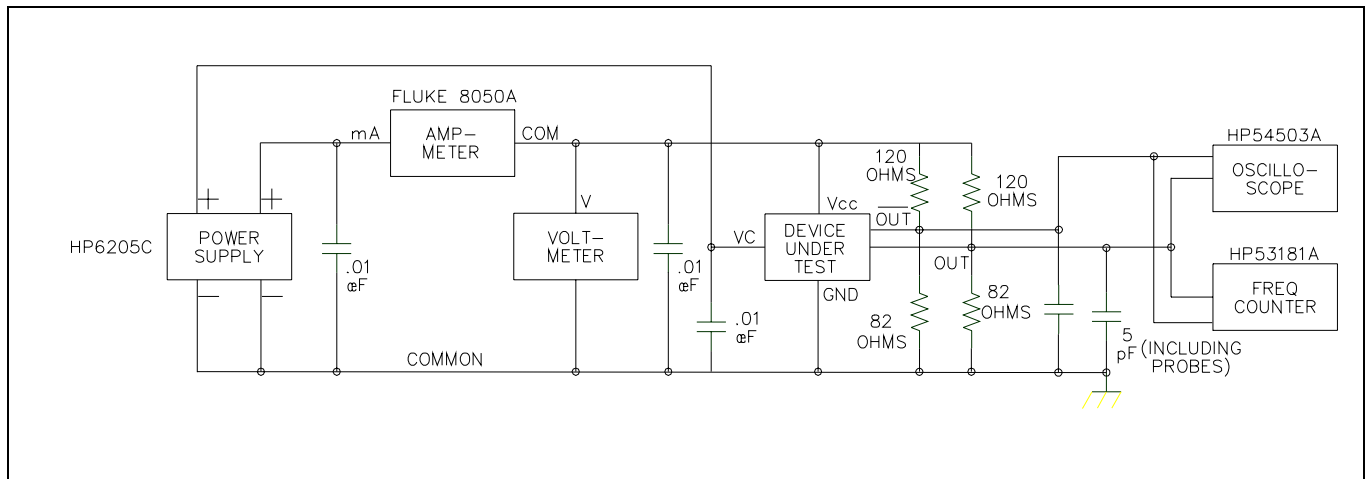 FLUKE 8050A
mA
AMP-
METER
COM
HP6205C
+
+
POWER
SUPPLY
−
−
.01
œF
V
VOLT-
METER
.01
œF
VC
.01
œF
COMMON
Vcc
DEVICE
UNDER
TEST
GND
OUT
OUT
120
OHMS
120
OHMS
82
OHMS
82
OHMS
5
pF (INCLUDING
PROBES)
HP54503A
OSCILLO-
SCOPE
HP53181A
FREQ
COUNTER